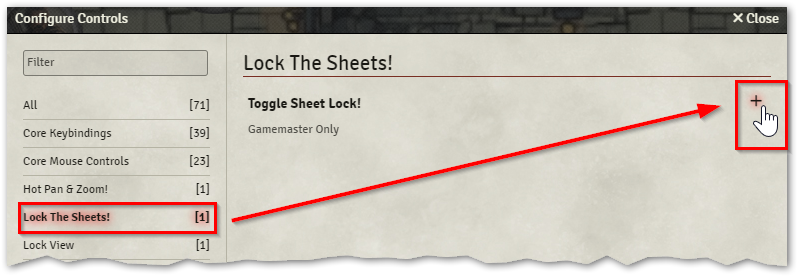 Configure Controls
✕ Close
Filter
All [71]
Core Keybindings [39]
Core Mouse Controls [23]
Hot Pan & Zoom! [1]
Lock The Sheets! [1]
Lock View [1]
Lock The Sheets!
Toggle Sheet Lock! +
Gamemaster Only